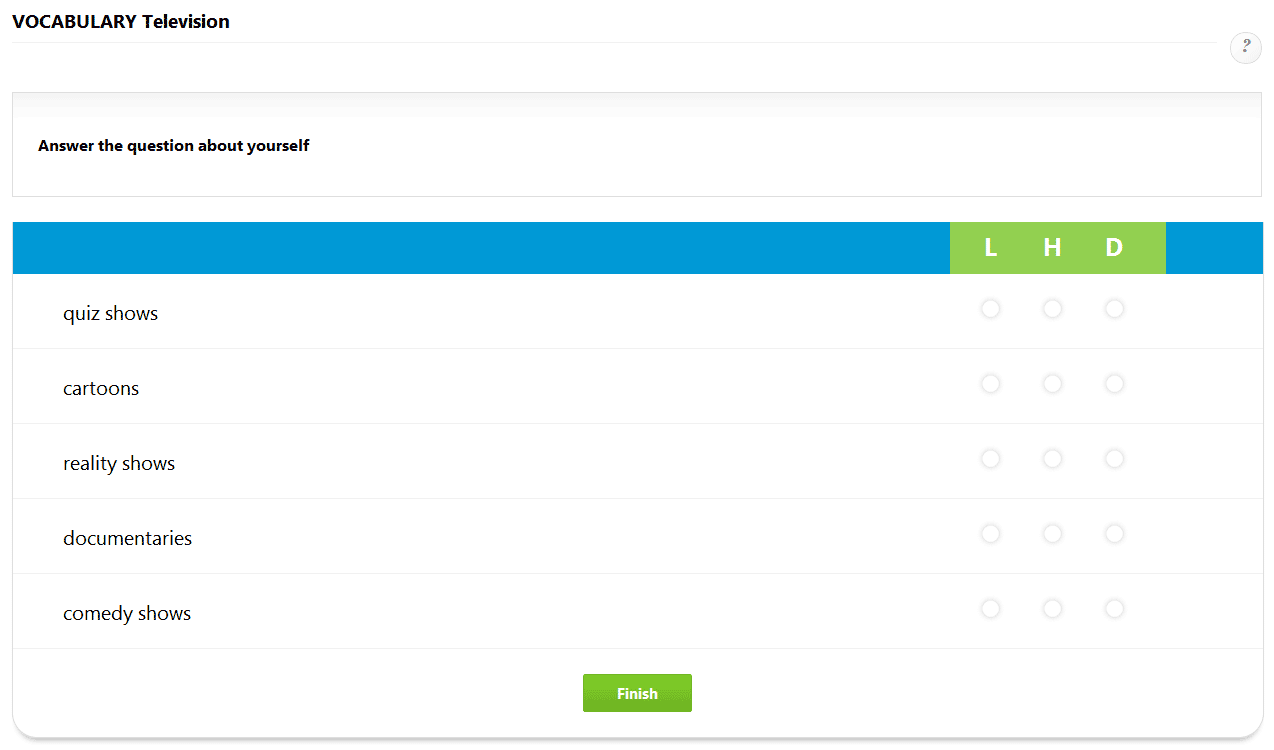 VOCABULARY Television
?
Answer the question about yourself
L H D
quiz shows
cartoons
reality shows
documentaries
comedy shows
Finish